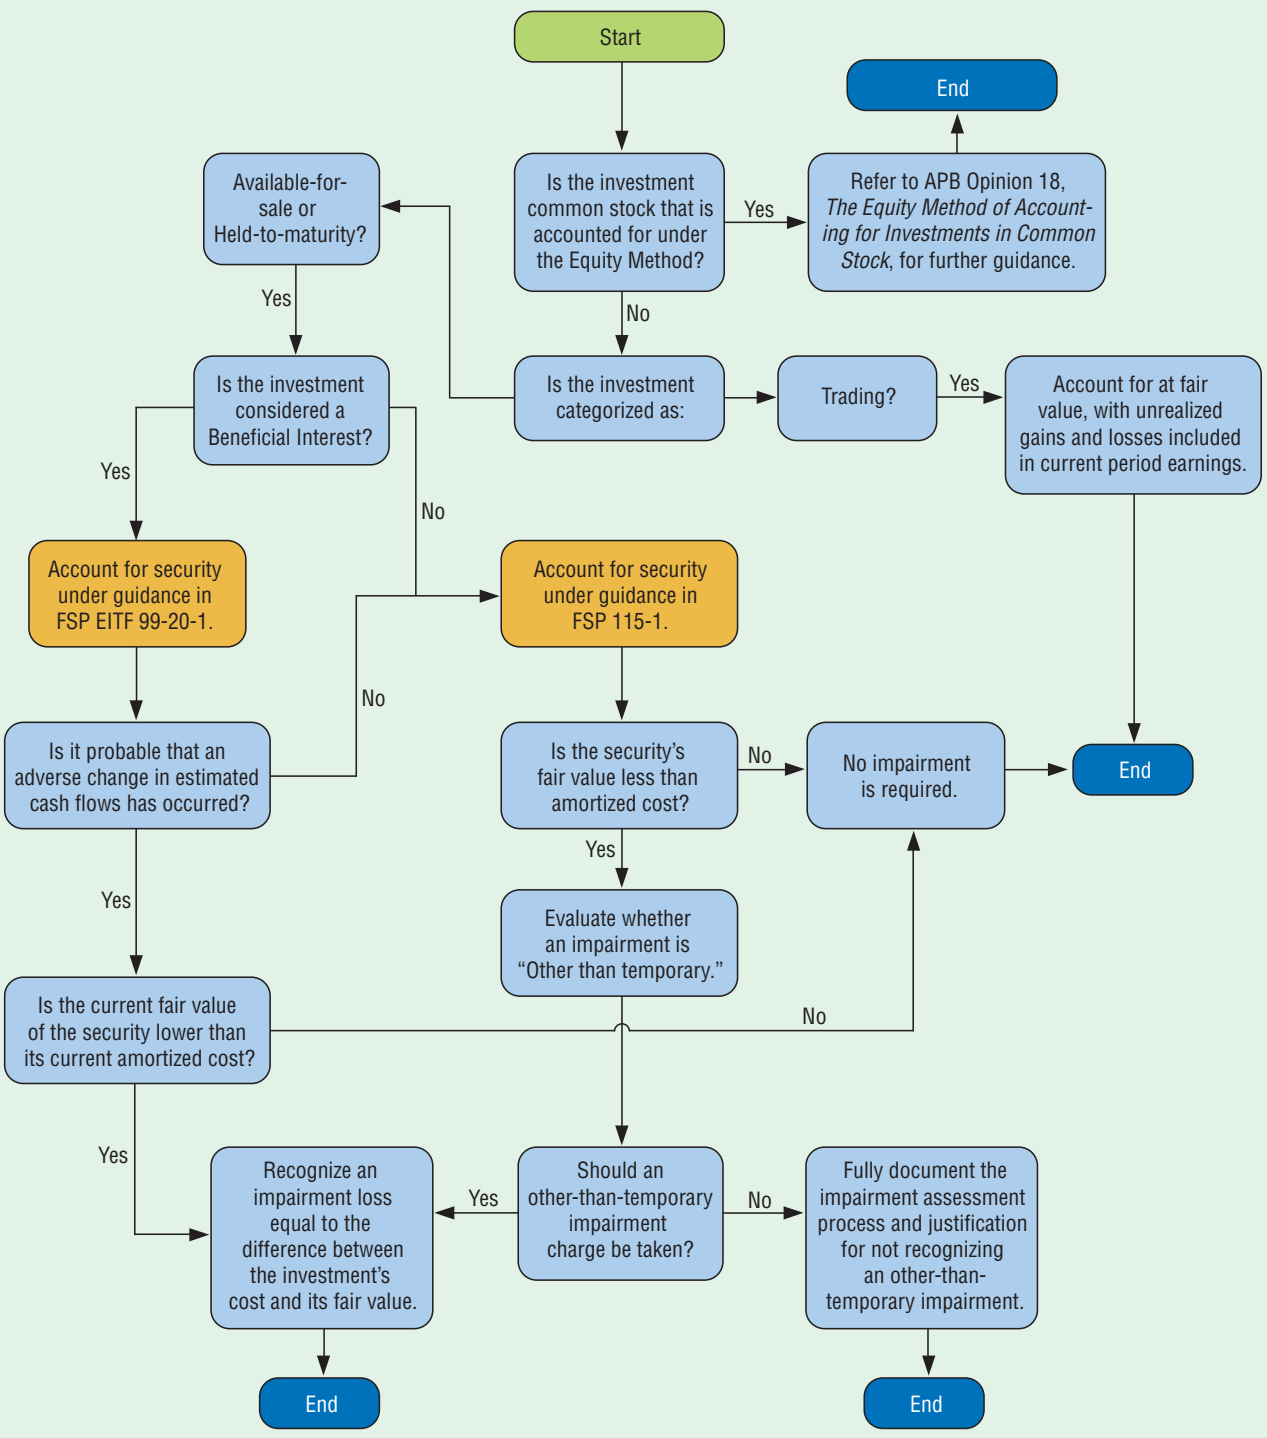 Start
End
Available-for-
sale or
Held-to-maturity?
Is the investment
common stock that is
accounted for under
the Equity Method?
Yes
Refer to APB Opinion 18,
The Equity Method of Account-
ing for Investments in Common
Stock, for further guidance.
Yes
No
Is the investment
considered a
Beneficial Interest?
Is the investment
categorized as:
Trading?
Yes
Account for at fair
value, with unrealized
gains and losses included
in current period earnings.
Yes
No
Account for security
under guidance in
FSP EITF 99-20-1.
Account for security
under guidance in
FSP 115-1.
No
Is it probable that an
adverse change in estimated
cash flows has occurred?
Is the security's
fair value less than
amortized cost?
No
No impairment
is required.
End
Yes
Yes
Evaluate whether
an impairment is
“Other than temporary.”
Is the current fair value
of the security lower than
its current amortized cost?
No
Yes
Recognize an
impairment loss
equal to the
difference between
the investment's
cost and its fair value.
Yes
Should an
other-than-temporary
impairment
charge be taken?
No
Fully document the
impairment assessment
process and justification
for not recognizing
an other-than-
temporary impairment.
End
End